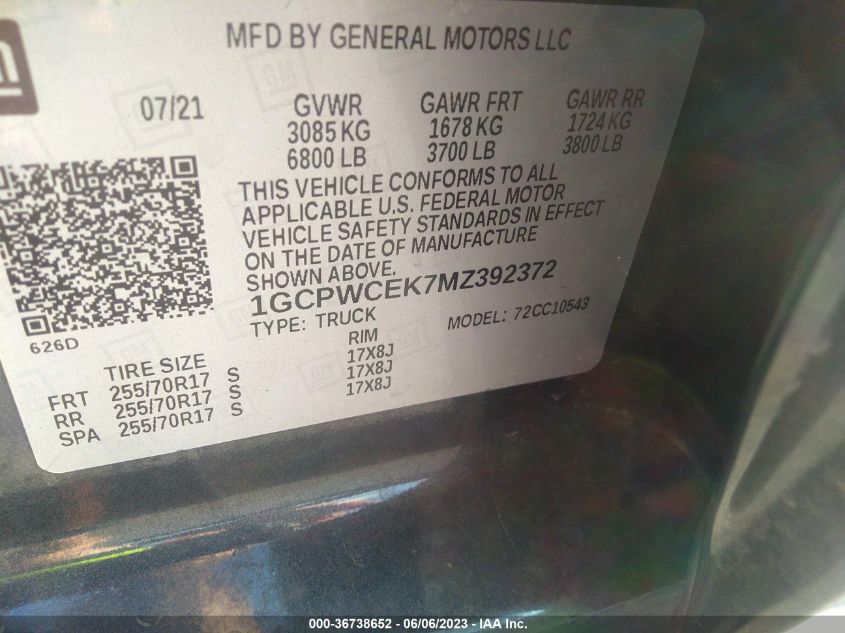 MFD BY GENERAL MOTORS LLC
07/21 GVWR GAWR FRT GAWR RR
3085 KG 1678 KG 1724 KG
6800 LB 3700 LB 3800 LB
THIS VEHICLE CONFORMS TO ALL
APPLICABLE U.S. FEDERAL MOTOR
VEHICLE SAFETY STANDARDS IN EFFECT
ON THE DATE OF MANUFACTURE
SHOWN ABOVE.
1GCPWCEK7MZ392372
TYPE: TRUCK MODEL: 72CC10543
626D
TIRE SIZE RIM
FRT 255/70R17 S 17X8J
RR 255/70R17 S 17X8J
SPA 255/70R17 S 17X8J
000-36738652 - 06/06/2023 - IAA Inc.